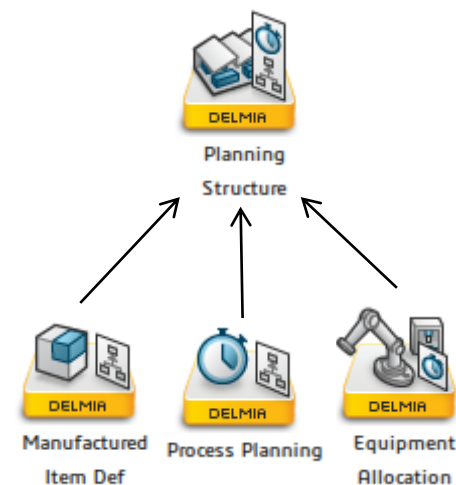 DELMIA
Planning
Structure
DELMIA
Manufactured
Item Def
DELMIA
Process Planning
DELMIA
Equipment
Allocation